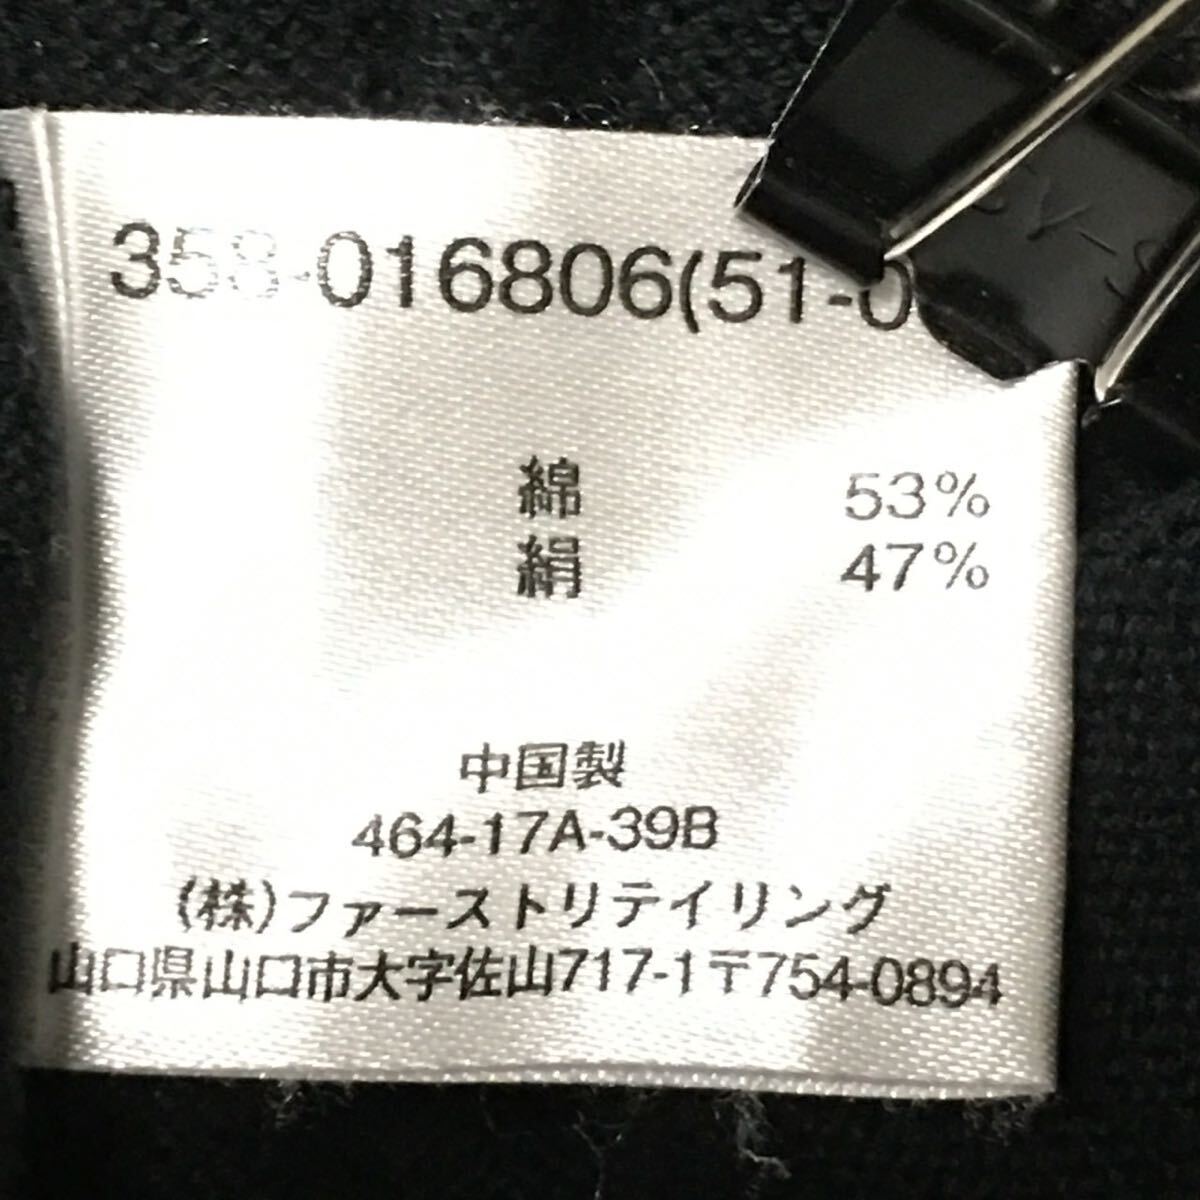 358-016806(51-0
綿 53%
絹 47%
中国製
464-17A-39B
(株)ファーストリテイリング
山口県山口市大字佐山717-1〒754-0894